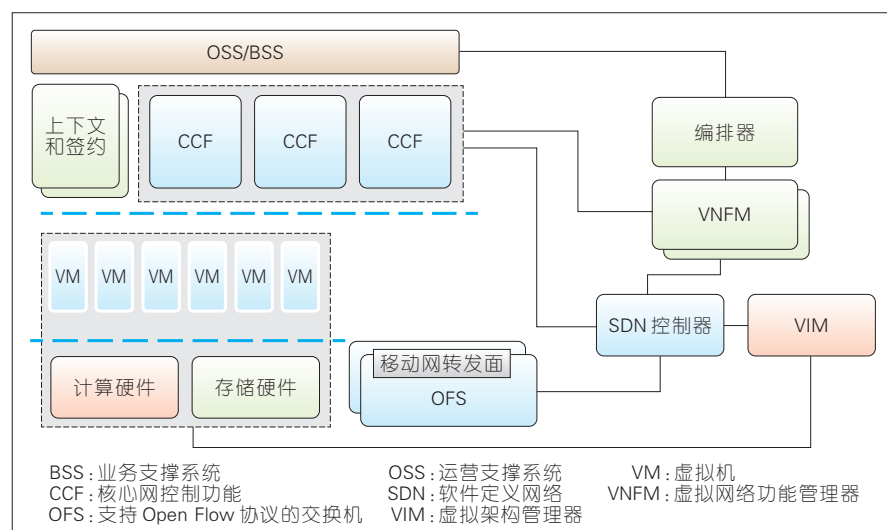 OSS/BSS
上下文
和签约
CCF
CCF
CCF
编排器
VNFM
VM
VM
VM
VM
VM
VM
SDN 控制器
VIM
移动网转发面
OFS
计算硬件
存储硬件
BSS:业务支撑系统 OSS:运营支撑系统 VM:虚拟机
CCF:核心网控制功能 SDN:软件定义网络 VNFM:虚拟网络功能管理器
OFS:支持 Open Flow 协议的交换机 VIM:虚拟架构管理器